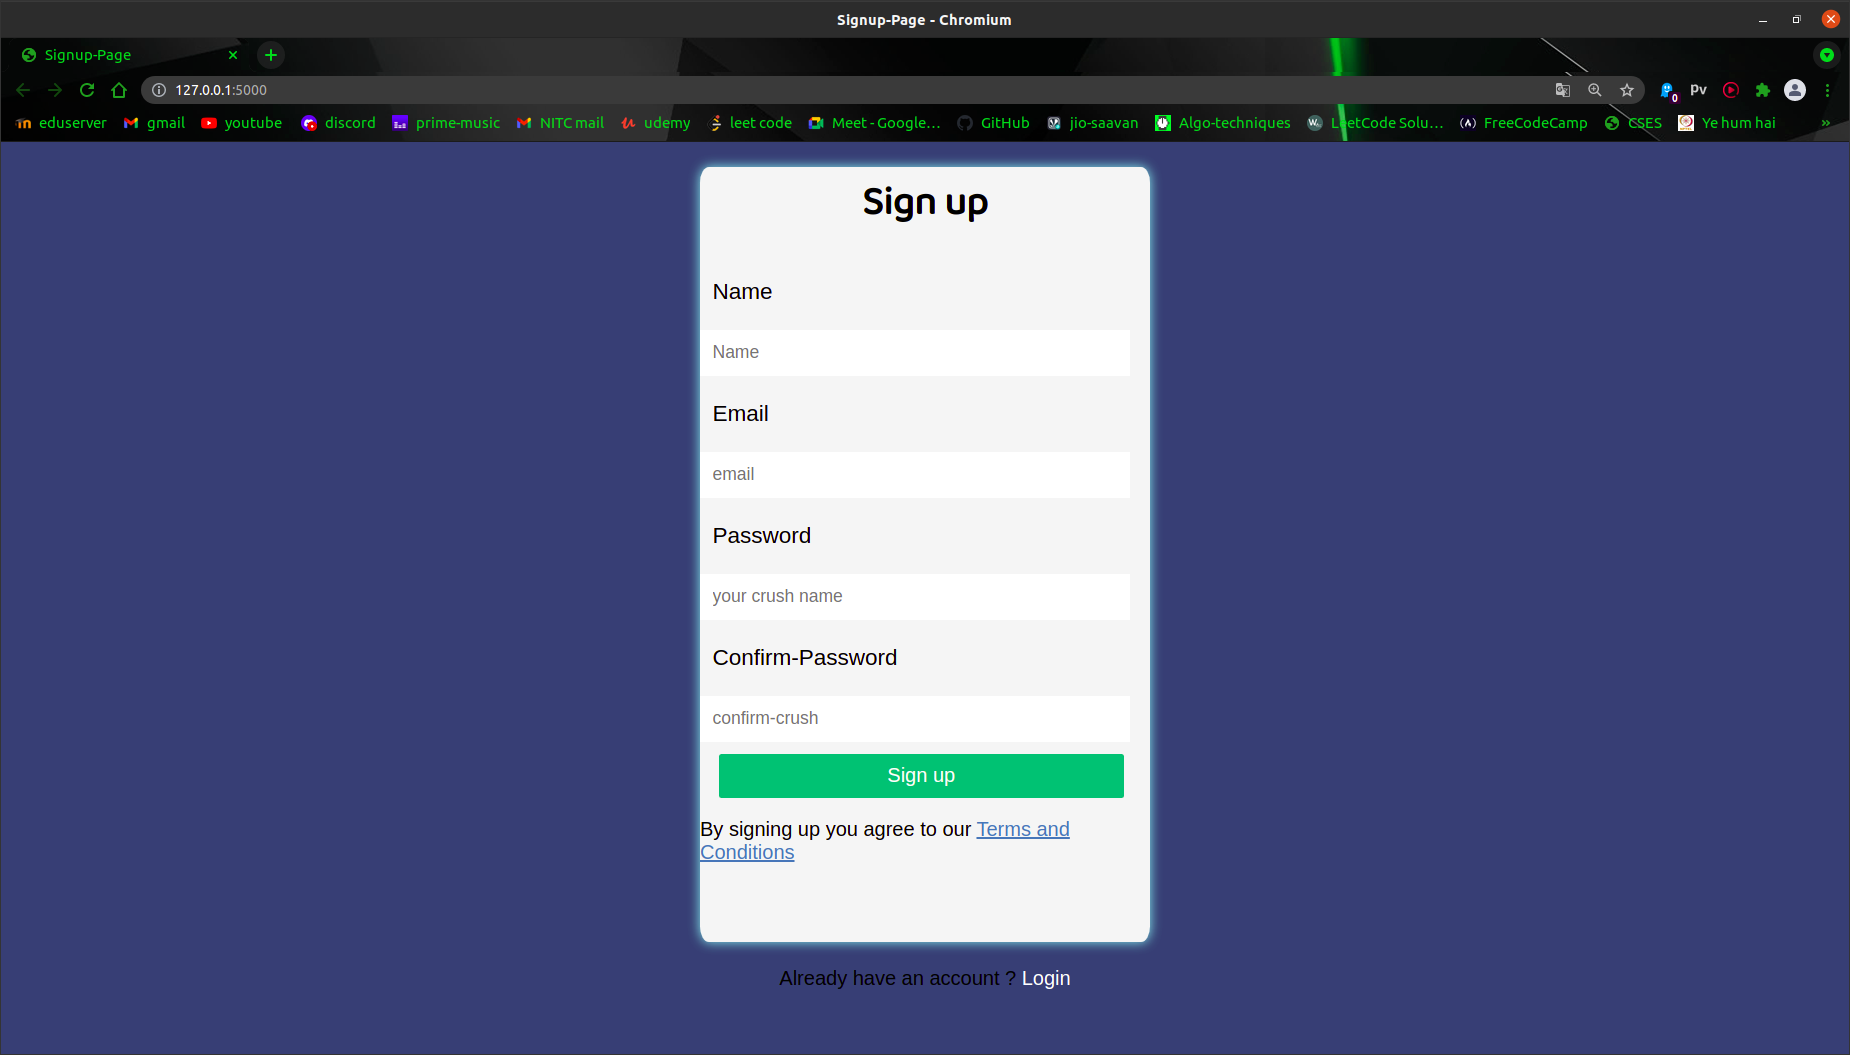 Signup-Page - Chromium
Signup-Page
127.0.0.1:5000
0 pv
eduserver gmail youtube discord prime-music NITC mail udemy leet code Meet - Google... GitHub jio-saavan Algo-techniques LeetCode Solu... FreeCodeCamp CSES Ye hum hai »
Sign up
Name
Name
Email
email
Password
your crush name
Confirm-Password
confirm-crush
Sign up
By signing up you agree to our Terms and
Conditions
Already have an account ? Login